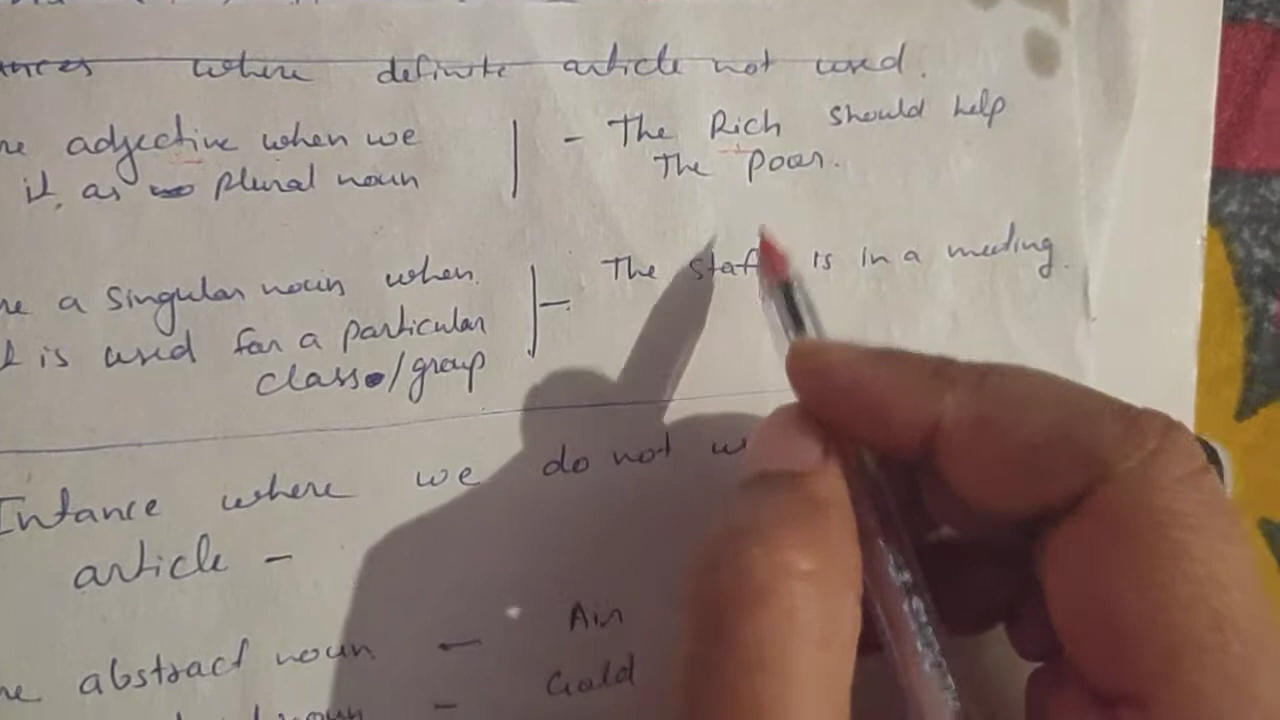 where definite article not used.
adjective when we
it, as plural noun
- The Rich should help
The Poor.
a singular noun when
is used for a particular
class/group
- The staff is in a meeting.
Intance where we do not
article -
abstract noun - Air
noun - Gold